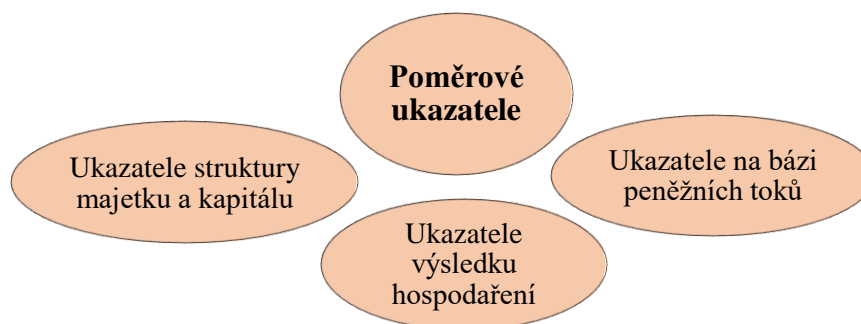 Poměrové
ukazatele
Ukazatele struktury
majetku a kapitálu
Ukazatele na bázi
peněžních toků
Ukazatele
výsledku
hospodaření